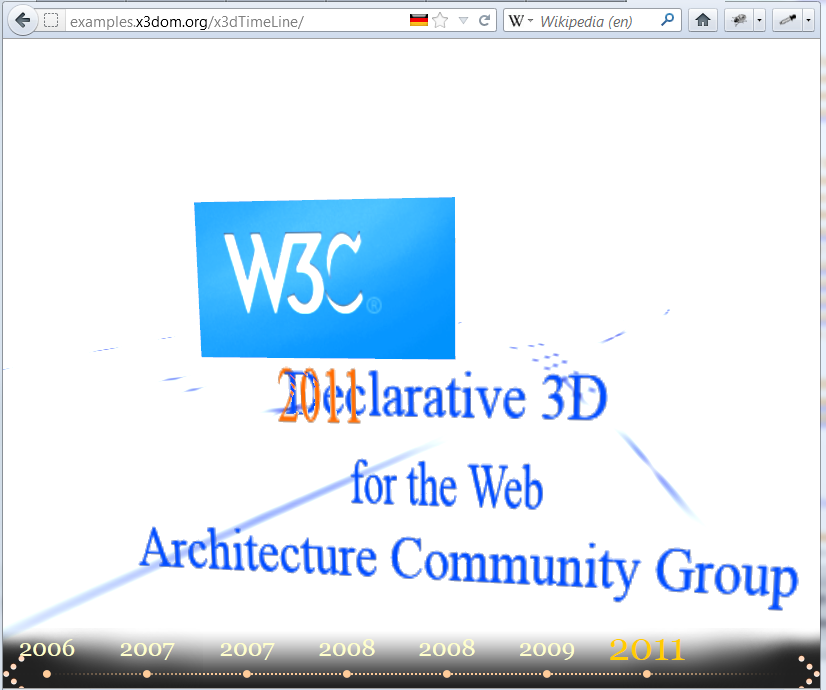 examples.x3dom.org/x3dTimeLine/
W Wikipedia (en)
W3C®
2011
Declarative 3D
for the Web
Architecture Community Group
2006 2007 2007 2008 2008 2009 2011